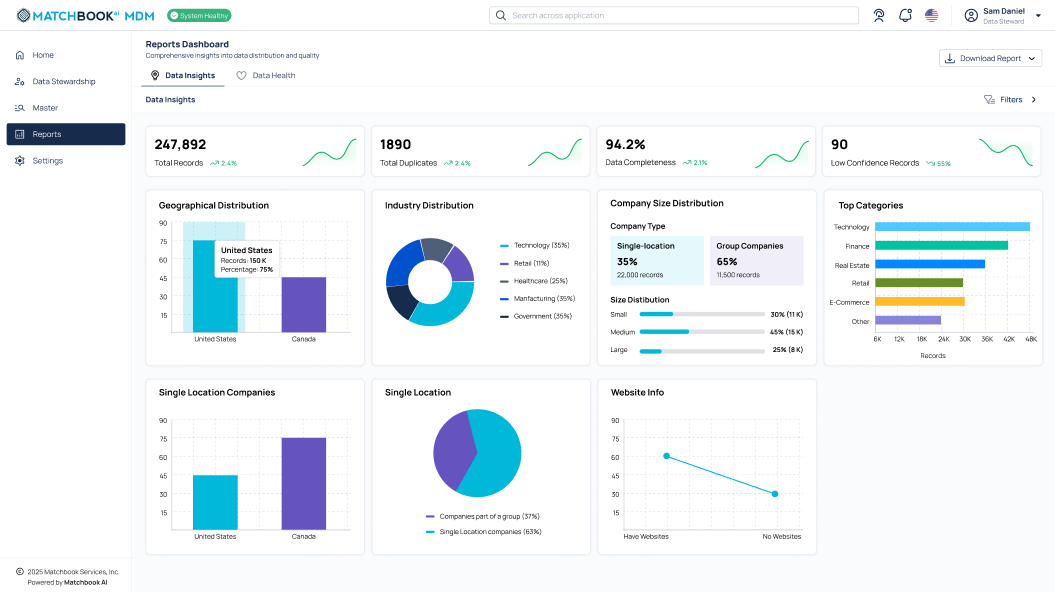 MATCHBOOK ai MDM
System Healthy
Search across application
Sam Daniel
Data Steward
Home
Data Stewardship
Master
Reports
Settings
Reports Dashboard
Comprehensive insights into data distribution and quality
Download Report
Data Insights
Data Health
Data Insights
Filters
247,892
Total Records 2.4%
1890
Total Duplicates 2.4%
94.2%
Data Completeness 2.1%
90
Low Confidence Records 55%
Geographical Distribution
90
75
60
45
30
15
United States
Records: 150 K
Percentage: 75%
United States Canada
Industry Distribution
Technology (35%)
Retail (11%)
Healthcare (25%)
Manfacturing (35%)
Government (35%)
Company Size Distribution
Company Type
Single-location
35%
22,000 records
Group Companies
65%
11,500 records
Size Distibution
Small 30% (11 K)
Medium 45% (15 K)
Large 25% (8 K)
Top Categories
Technology
Finance
Real Estate
Retail
E-Commerce
Other
6K 12K 18K 24K 30K 36K 42K 48K
Records
Single Location Companies
90
75
60
45
30
15
United States Canada
Single Location
Companies part of a group (37%)
Single Location companies (63%)
Website Info
90
75
60
45
30
15
Have Websites No Websites
© 2025 Matchbook Services, Inc.
Powered by Matchbook AI